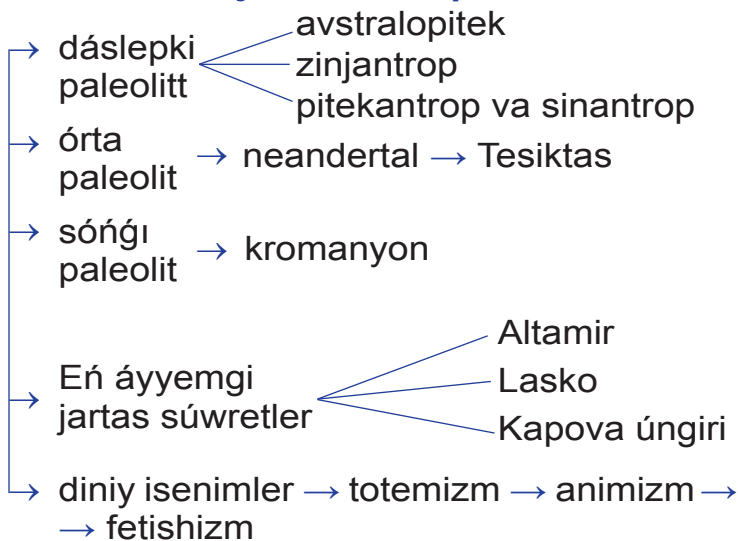 → dáslepki
paleolitt
avstralopitek
zinjantrop
pitekantrop va sinantrop
→ órta
paleolit → neandertal → Tesiktas
→ sóńǵı
paleolit → kromanyon
→ Eń áyyemgi
jartas súwretler
Altamir
Lasko
Kapova úngiri
→ diniy isenimler → totemizm → animizm →
→ fetishizm